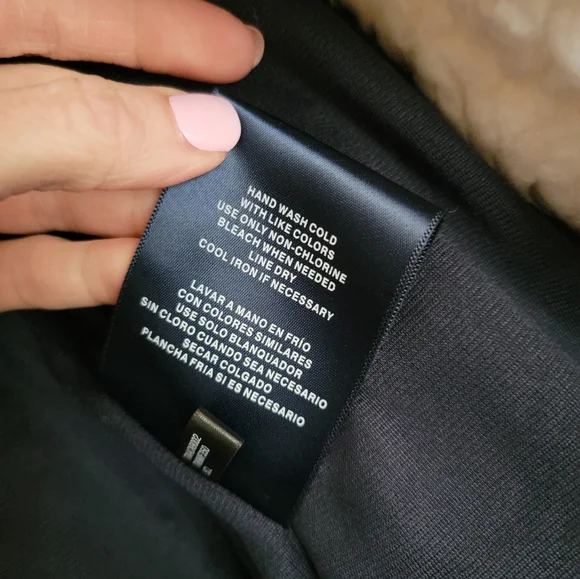 HAND WASH COLD
WITH LIKE COLORS
USE ONLY NON-CHLORINE
BLEACH WHEN NEEDED
LINE DRY
COOL IRON IF NECESSARY
LAVAR A MANO EN FRÍO
CON COLORES SIMILARES
USE SOLO BLANQUADOR
SIN CLORO CUANDO SEA NECESARIO
SECAR COLGADO
PLANCHA FRIA SI ES NECESARIO